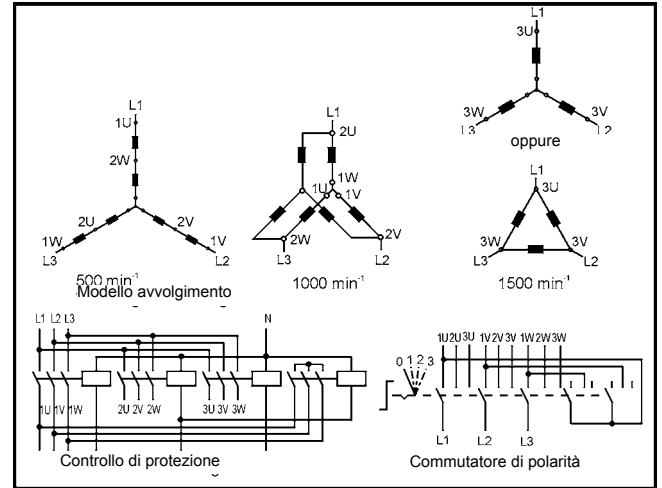 L1
3U
3W
3V
L3
L2
oppure
L1
1U
2W
2U
2V
1W
1V
L3
L2
500 min⁻¹
L1
2U
1W
1U
1V
2W
2V
L3
L2
1000 min⁻¹
L1
3U
3W
3V
L3
L2
1500 min⁻¹
Modello avvolgimento
L1 L2 L3
N
1U 1V 1W
2U 2V 2W
3U 3V 3W
Controllo di protezione
1U 2U 3U 1V 2V 3V 1W 2W 3W
0 1 2 3
L1
L2
L3
Commutatore di polarità